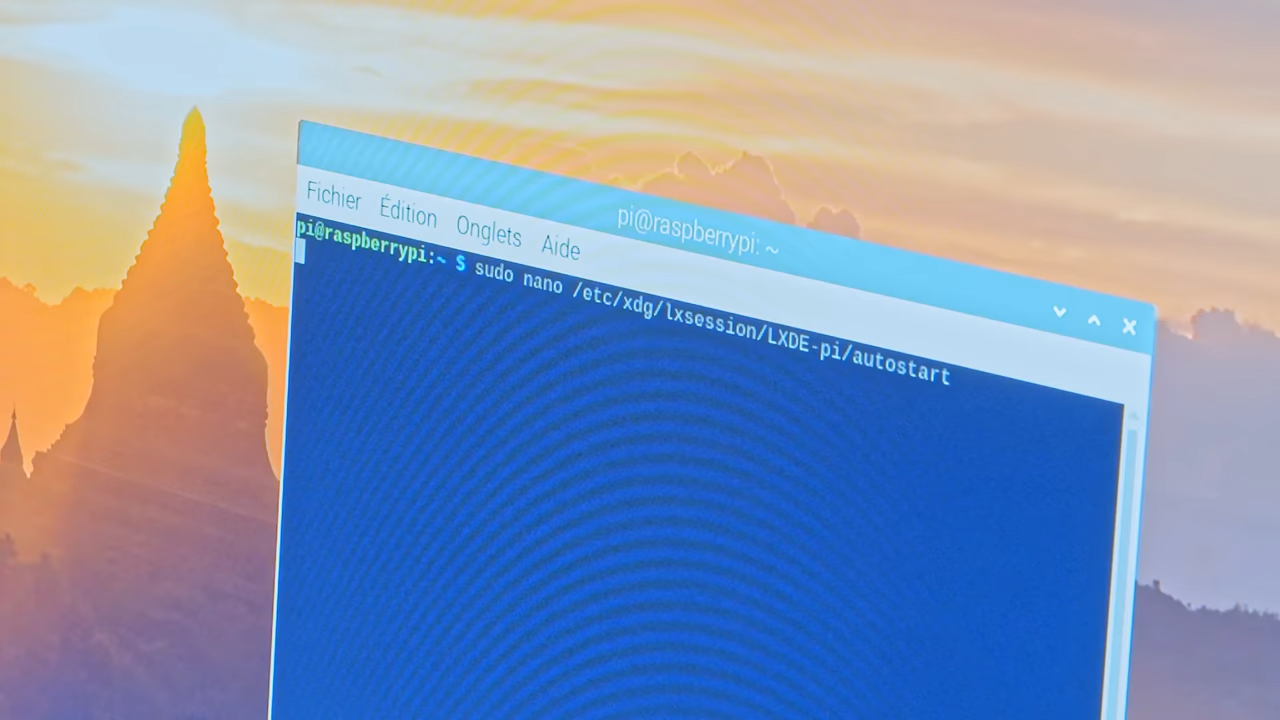 pi@raspberrypi: ~
Fichier Édition Onglets Aide
pi@raspberrypi:~ $ sudo nano /etc/xdg/lxsession/LXDE-pi/autostart